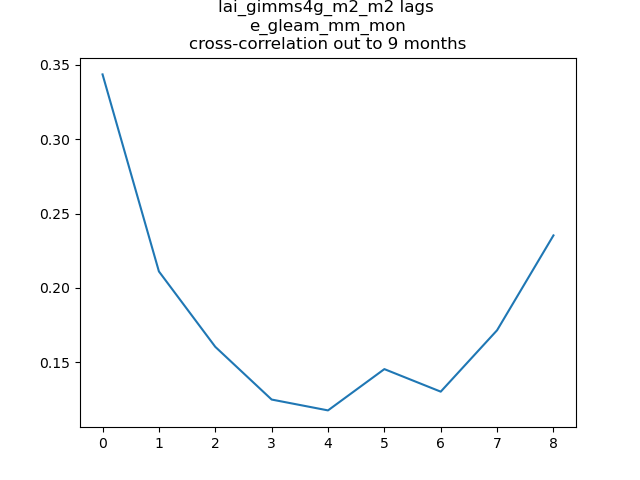 lai_gimms4g_m2_m2 lags
e_gleam_mm_mon
cross-correlation out to 9 months
0.35
0.30
0.25
0.20
0.15
0 1 2 3 4 5 6 7 8